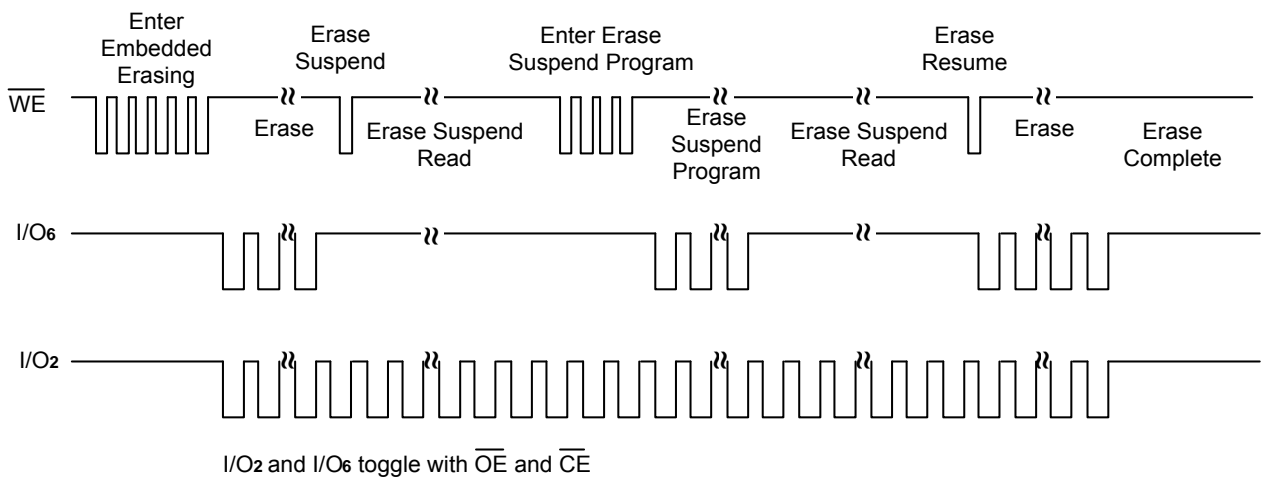 Enter
Embedded
Erasing
Erase
Suspend
Enter Erase
Suspend Program
Erase
Resume
WE
Erase
Erase Suspend
Read
Erase
Suspend
Program
Erase Suspend
Read
Erase
Erase
Complete
I/O6
I/O2
I/O2 and I/O6 toggle with OE and CE